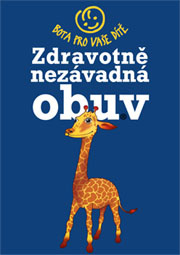 BOTA PRO VAŠE DÍTĚ
Zdravotně
nezávadná
obuv